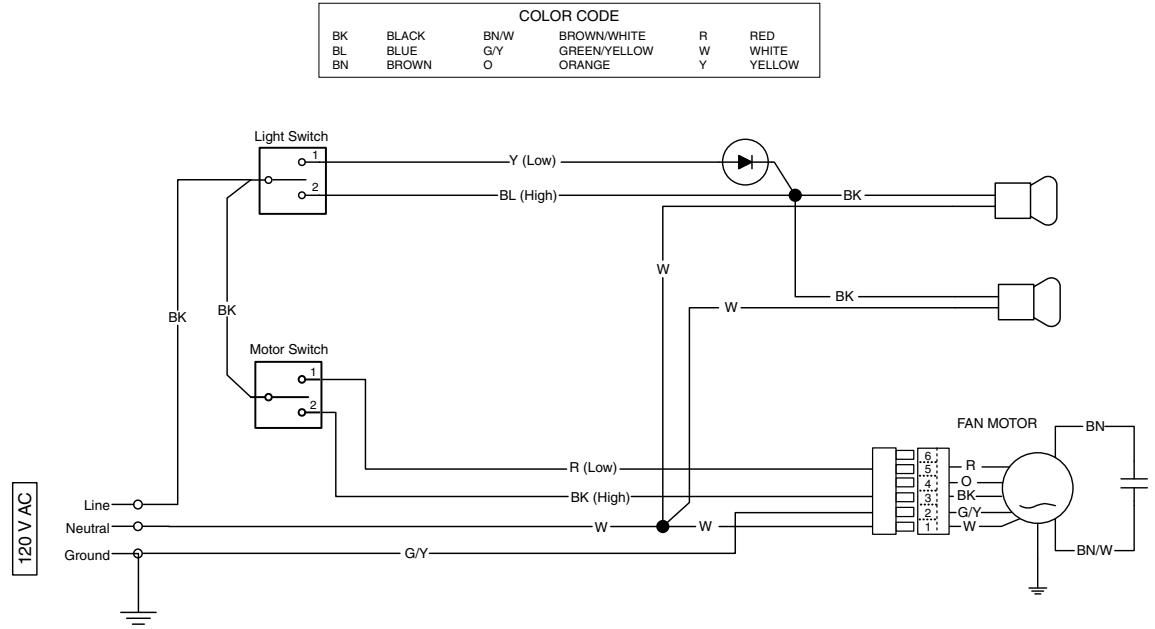 COLOR CODE
BK BLACK BN/W BROWN/WHITE R RED
BL BLUE G/Y GREEN/YELLOW W WHITE
BN BROWN O ORANGE Y YELLOW
Light Switch
1
Y (Low)
2
BL (High)
BK
W
BK
W
BK
BK
Motor Switch
1
2
FAN MOTOR
BN
6
R (Low)
5
R
4
O
BK (High)
3
BK
Line
2
G/Y
120 V AC
Neutral
W
W
1
W
Ground
G/Y
BN/W